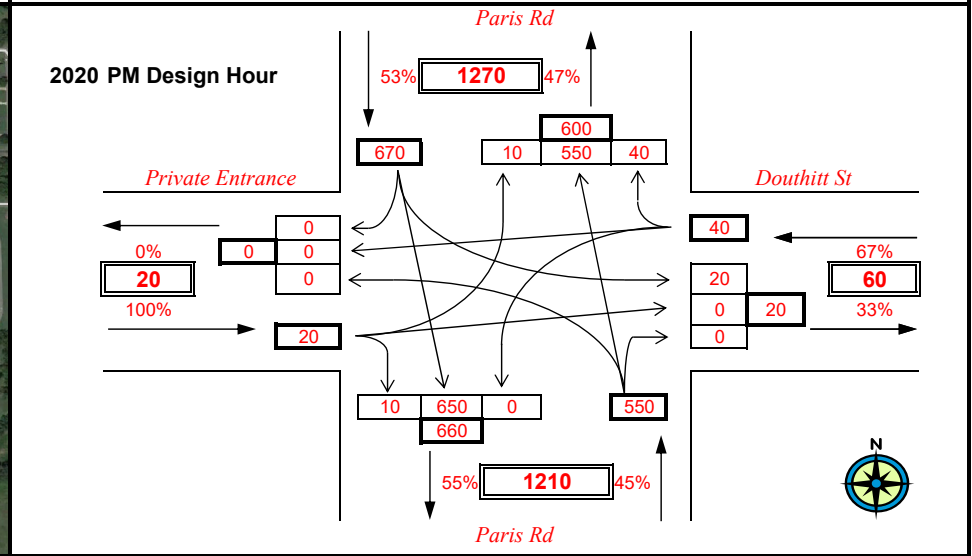 Paris Rd
2020 PM Design Hour
53% 1270 47%
600
670 10 550 40
Private Entrance Douthitt St
0 40
0% 0 0 67%
20 0 20 60
100% 0 20 33%
20 0
10 650 0 550
660
N
55% 1210 45%
Paris Rd